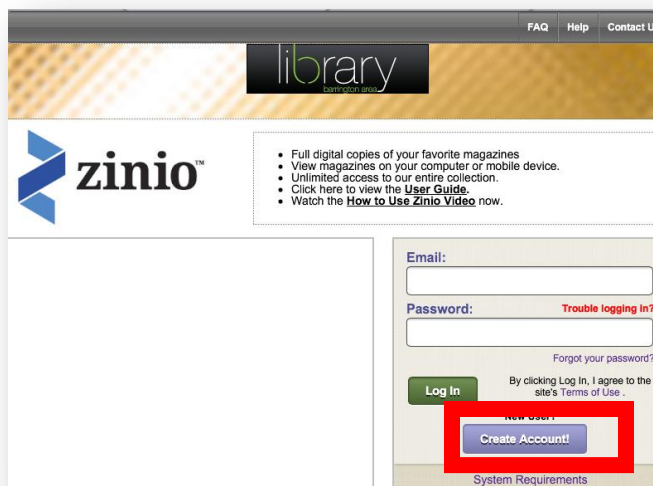 FAQ Help Contact U
library
barrington area
zinio™
• Full digital copies of your favorite magazines
• View magazines on your computer or mobile device.
• Unlimited access to our entire collection.
• Click here to view the User Guide.
• Watch the How to Use Zinio Video now.
Email:
Password: Trouble logging in?
Forgot your password?
Log In
By clicking Log In, I agree to the
site's Terms of Use .
New User?
Create Account!
System Requirements